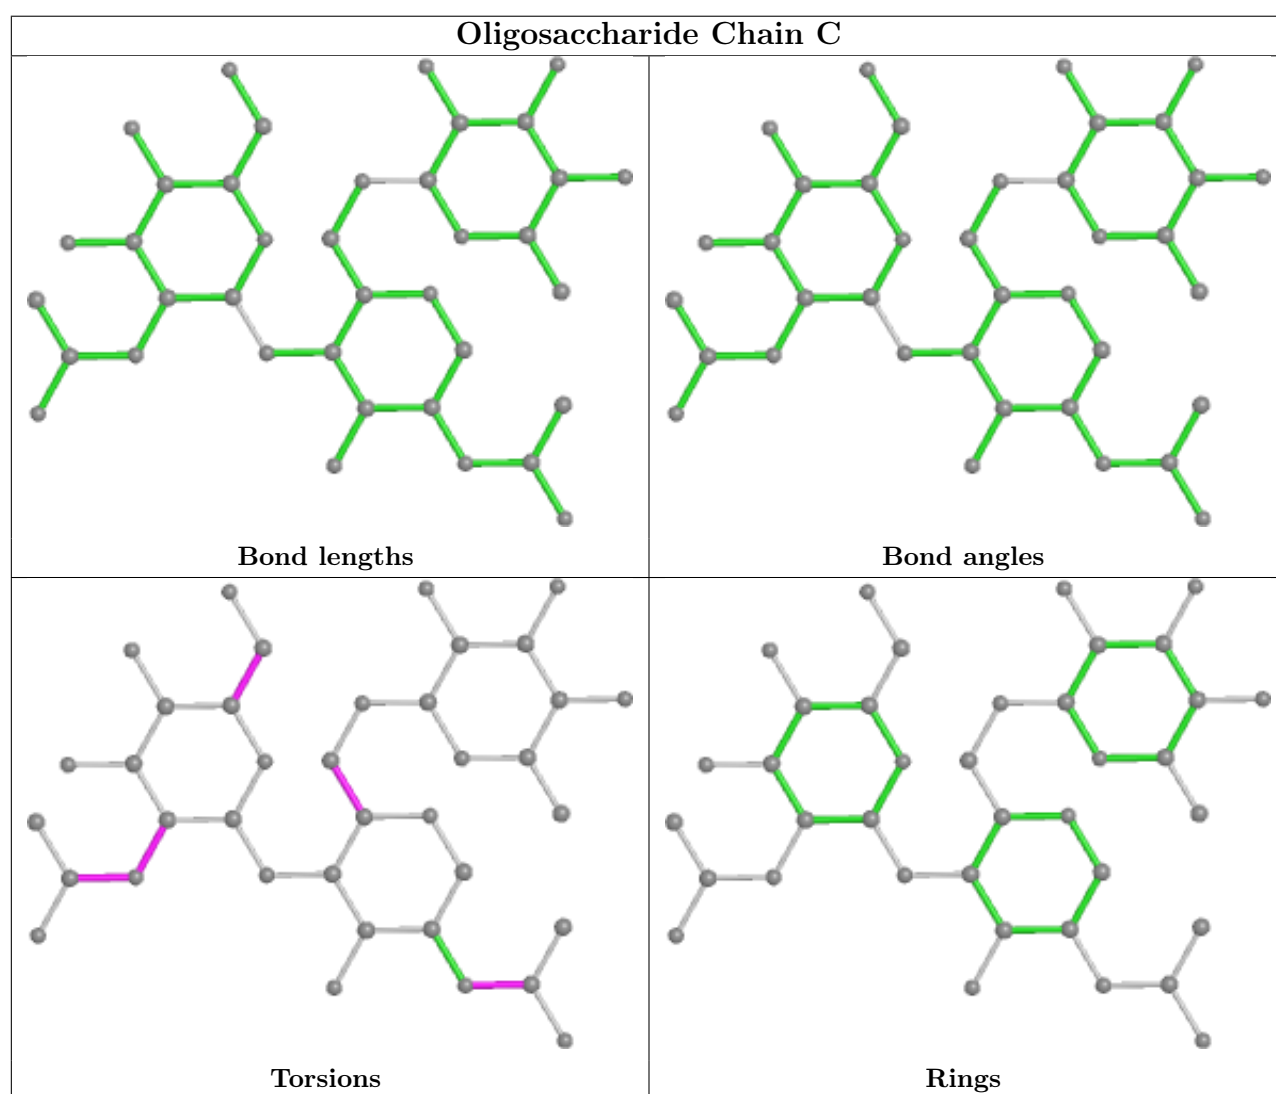 Oligosaccharide Chain C
Bond lengths
Bond angles
Torsions
Rings